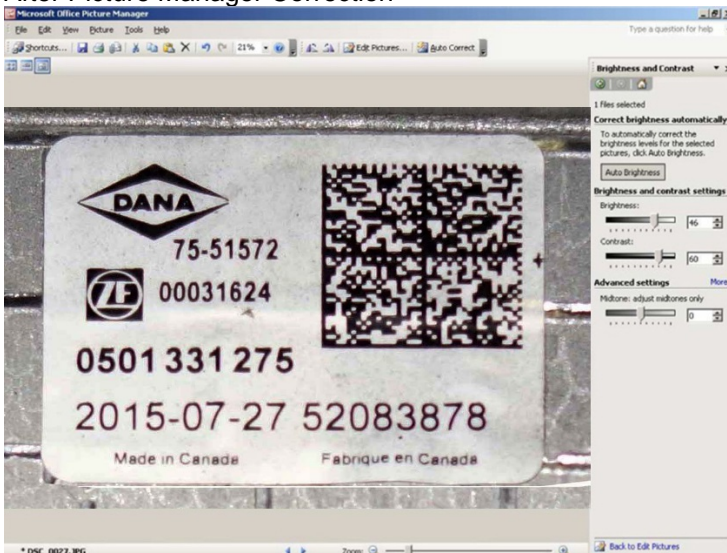 After Picture Manager Correction
Microsoft Office Picture Manager
File Edit View Picture Tools Help
Type a question for help
Shortcuts... 21% Edit Pictures... Auto Correct
Brightness and Contrast
1 files selected
Correct brightness automatically
To automatically correct the
brightness levels for the selected
pictures, click Auto Brightness.
Auto Brightness
Brightness and contrast settings
Brightness:
46
Contrast:
60
Advanced settings More
Midtone: adjust midtones only
0
DANA
75-51572
ZF 00031624
0501 331 275
2015-07-27 52083878
Made in Canada Fabrique en Canada
* DSC_0023.JPG Zoom:
Back to Edit Pictures